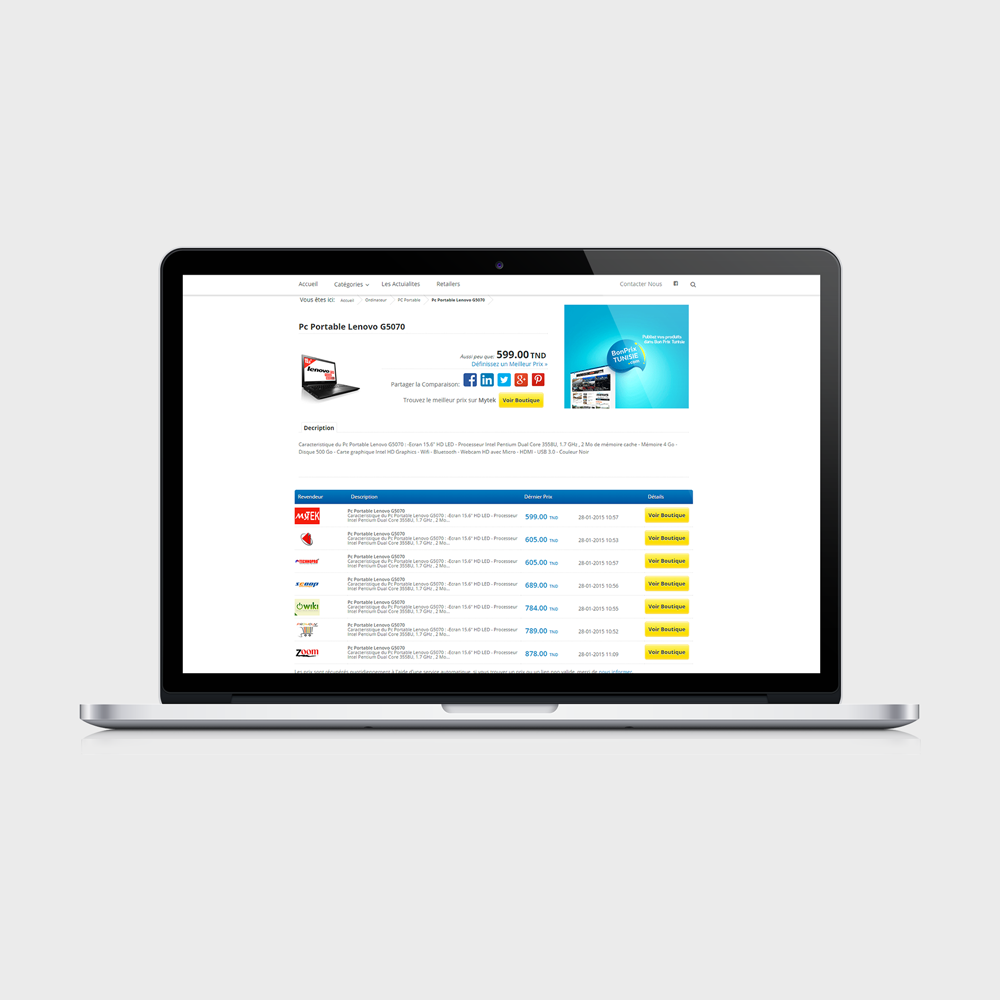 Accueil Catégories Les Actuialites Retailers Contacter Nous
Vous êtes ici: Accueil Ordinateur PC Portable Pc Portable Lenovo G5070
Pc Portable Lenovo G5070
Aussi peu que: 599.00 TND
Définissez un Meilleur Prix »
Partager la Comparaison:
Trouvez le meilleur prix sur Mytek Voir Boutique
lenovo
Publiez vos produits
dans Bon Prix Tunisie
BonPrix
TUNISIE
.com
Decription
Caracteristique du Pc Portable Lenovo G5070 : -Ecran 15.6" HD LED - Processeur Intel Pentium Dual Core 3558U, 1.7 GHz , 2 Mo de mémoire cache - Mémoire 4 Go -
Disque 500 Go - Carte graphique Intel HD Graphics - Wifi - Bluetooth - Webcam HD avec Micro - HDMI - USB 3.0 - Couleur Noir
Revendeur Description Dérnier Prix Détails
MYTEK
Pc Portable Lenovo G5070
Caracteristique du Pc Portable Lenovo G5070 : -Ecran 15.6" HD LED - Processeur
Intel Pentium Dual Core 3558U, 1.7 GHz , 2 Mo...
599.00 TND 28-01-2015 10:57 Voir Boutique
Pc Portable Lenovo G5070
Caracteristique du Pc Portable Lenovo G5070 : -Ecran 15.6" HD LED - Processeur
Intel Pentium Dual Core 3558U, 1.7 GHz , 2 Mo...
605.00 TND 28-01-2015 10:53 Voir Boutique
Pc Portable Lenovo G5070
Caracteristique du Pc Portable Lenovo G5070 : -Ecran 15.6" HD LED - Processeur
Intel Pentium Dual Core 3558U, 1.7 GHz , 2 Mo...
605.00 TND 28-01-2015 10:57 Voir Boutique
scoop
Pc Portable Lenovo G5070
Caracteristique du Pc Portable Lenovo G5070 : -Ecran 15.6" HD LED - Processeur
Intel Pentium Dual Core 3558U, 1.7 GHz , 2 Mo...
689.00 TND 28-01-2015 10:56 Voir Boutique
wiki
Pc Portable Lenovo G5070
Caracteristique du Pc Portable Lenovo G5070 : -Ecran 15.6" HD LED - Processeur
Intel Pentium Dual Core 3558U, 1.7 GHz , 2 Mo...
784.00 TND 28-01-2015 10:55 Voir Boutique
Pc Portable Lenovo G5070
Caracteristique du Pc Portable Lenovo G5070 : -Ecran 15.6" HD LED - Processeur
Intel Pentium Dual Core 3558U, 1.7 GHz , 2 Mo...
789.00 TND 28-01-2015 10:52 Voir Boutique
Zoom
Pc Portable Lenovo G5070
Caracteristique du Pc Portable Lenovo G5070 : -Ecran 15.6" HD LED - Processeur
Intel Pentium Dual Core 3558U, 1.7 GHz , 2 Mo...
878.00 TND 28-01-2015 11:09 Voir Boutique
Les prix sont récupérés quotidiennement à l'aide d'une service automatique, si vous trouvez un prix ou un lien non valide, merci de nous informer